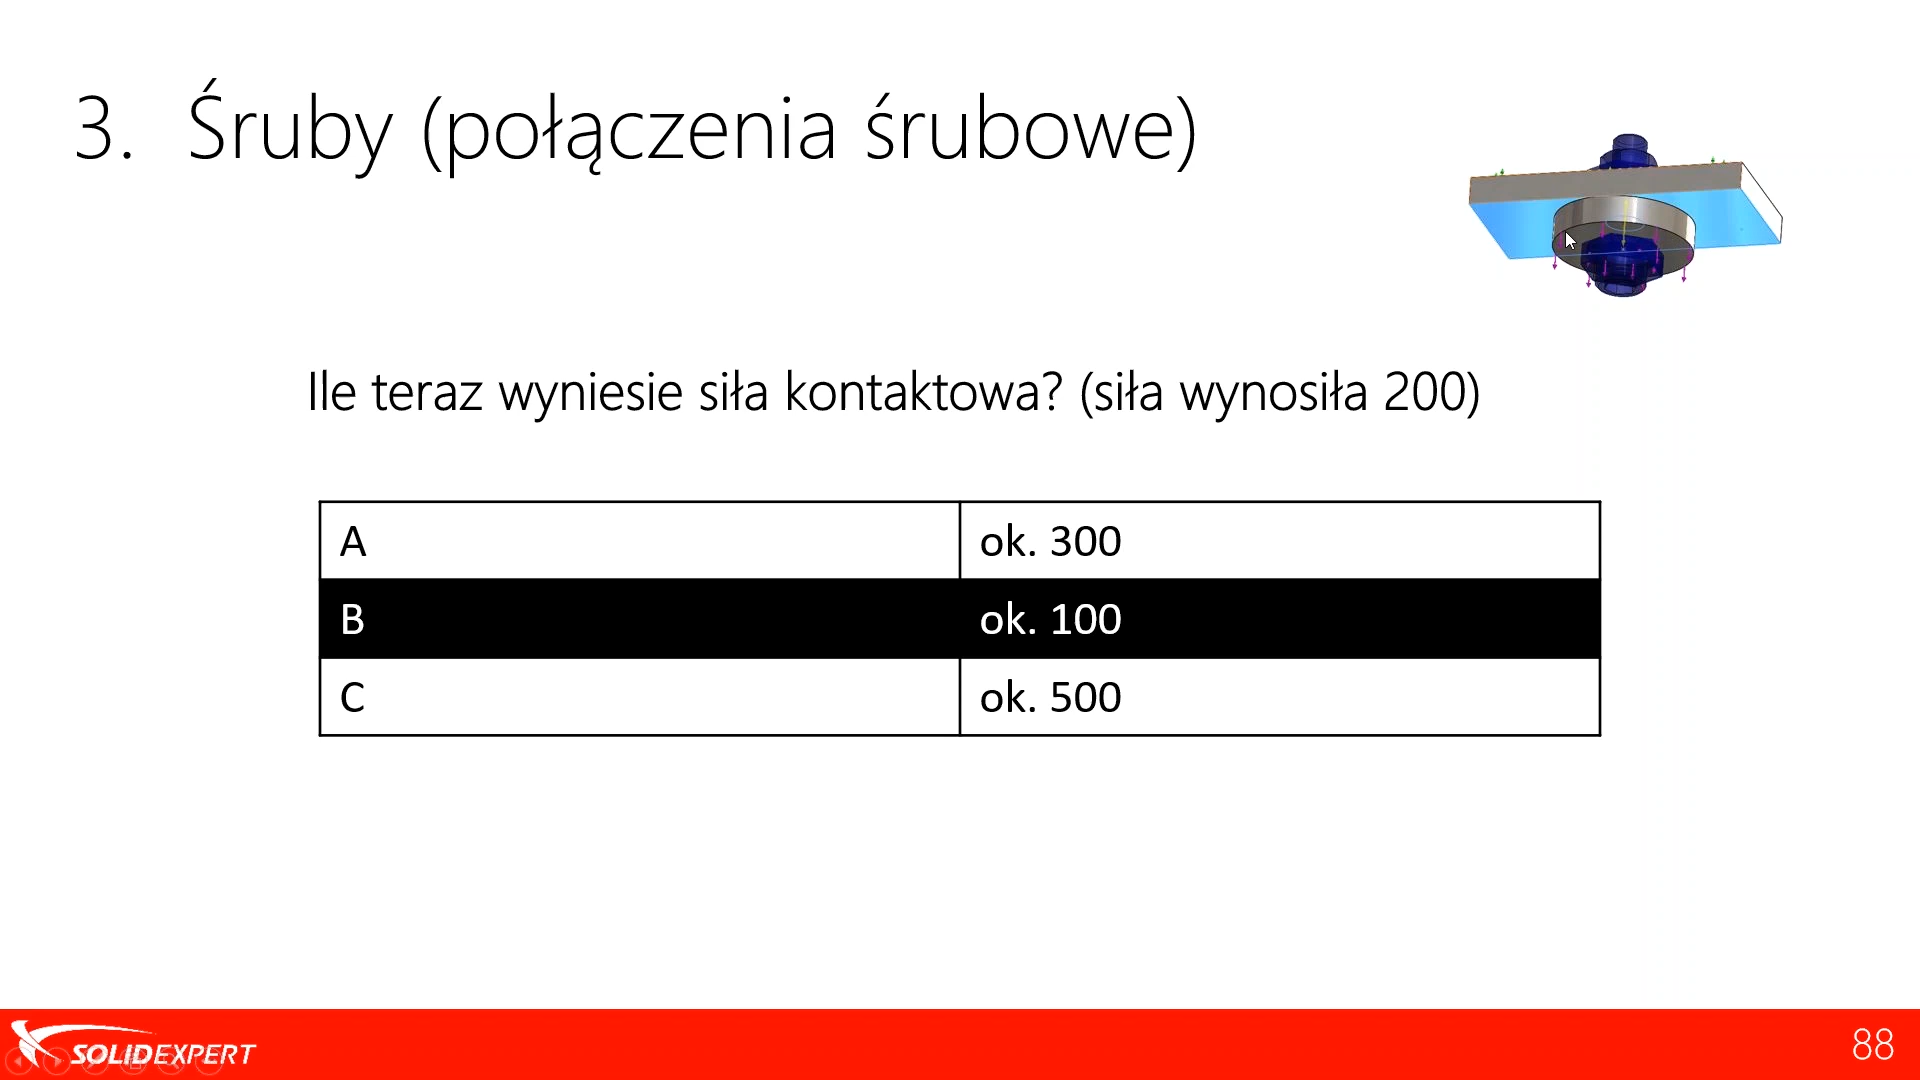 3. Śruby (połączenia śrubowe)
Ile teraz wyniesie siła kontaktowa? (siła wynosiła 200)
A ok. 300
B ok. 100
C ok. 500
SOLIDEXPERT
88